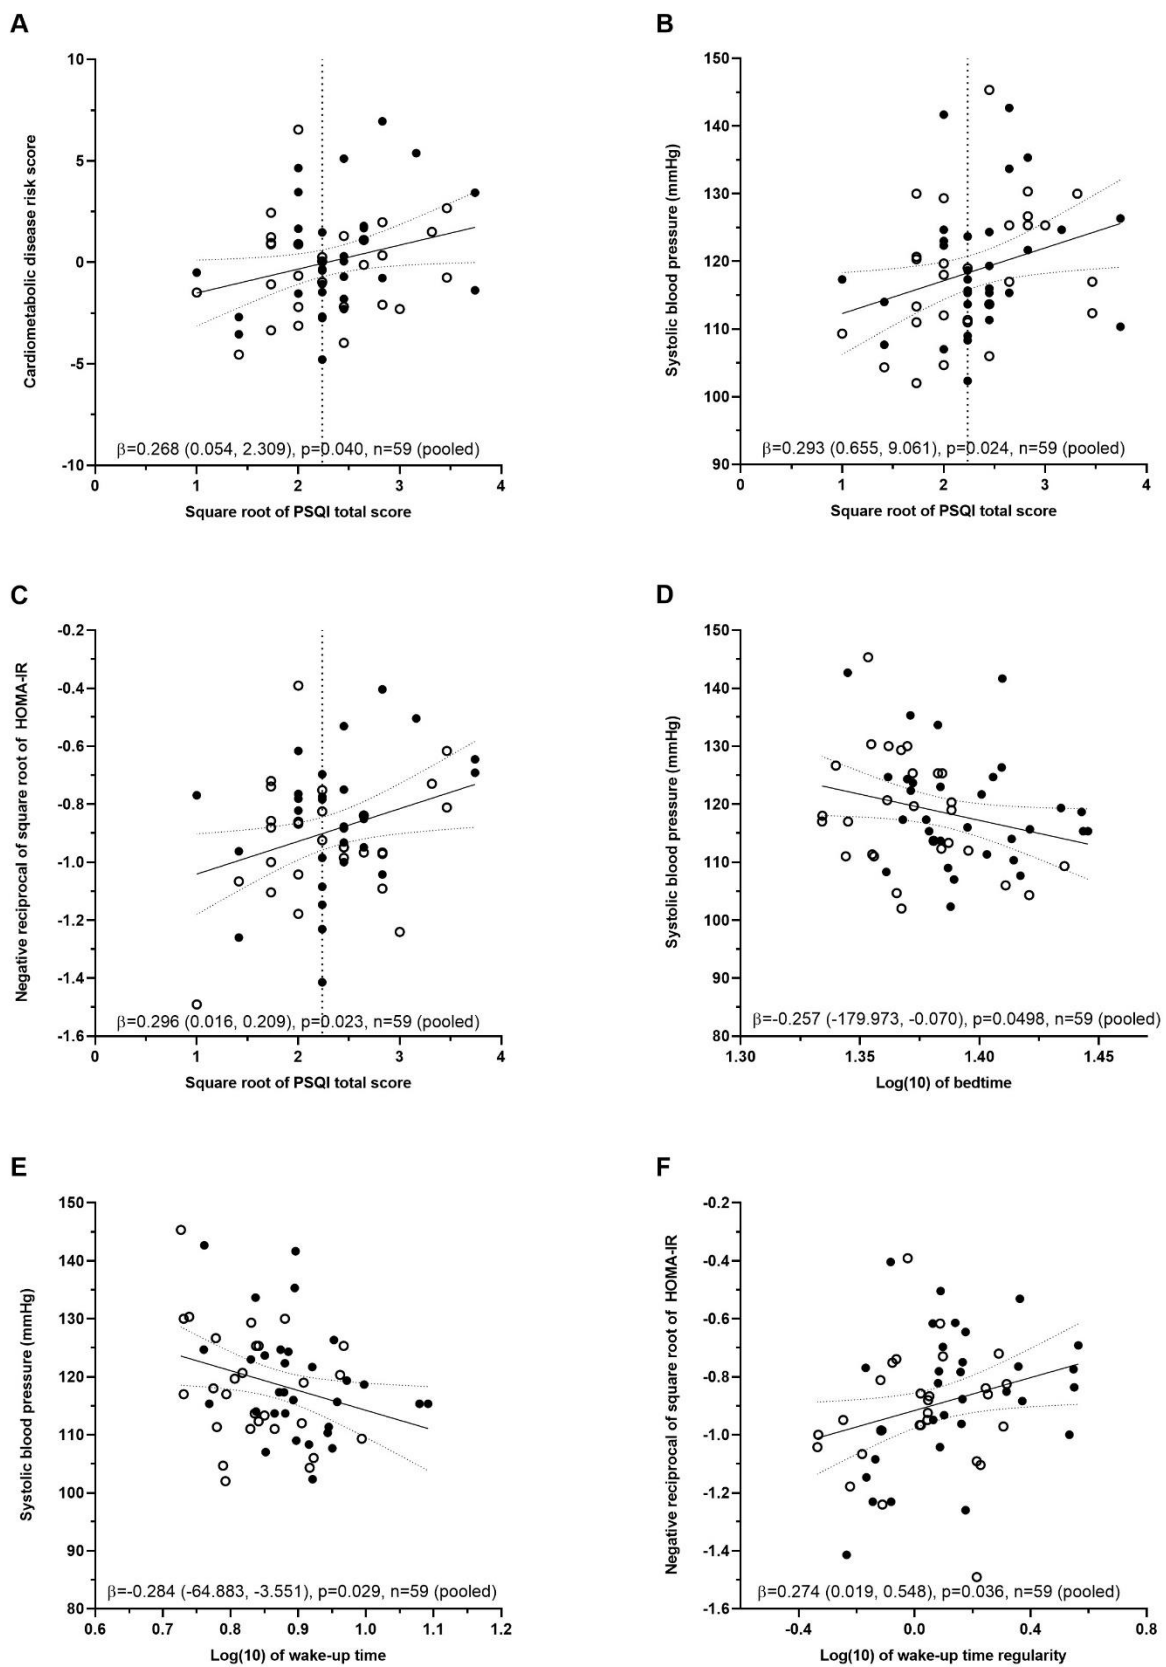 A
10
5
0
-5
-10
Cardiometabolic disease risk score
β=0.268 (0.054, 2.309), p=0.040, n=59 (pooled)
0 1 2 3 4
Square root of PSQI total score
B
150
140
130
120
110
100
90
Systolic blood pressure (mmHg)
β=0.293 (0.655, 9.061), p=0.024, n=59 (pooled)
0 1 2 3 4
Square root of PSQI total score
C
-0.2
-0.4
-0.6
-0.8
-1.0
-1.2
-1.4
-1.6
Negative reciprocal of square root of HOMA-IR
β=0.296 (0.016, 0.209), p=0.023, n=59 (pooled)
0 1 2 3 4
Square root of PSQI total score
D
150
140
130
120
110
100
90
80
Systolic blood pressure (mmHg)
β=-0.257 (-179.973, -0.070), p=0.0498, n=59 (pooled)
1.30 1.35 1.40 1.45
Log(10) of bedtime
E
150
140
130
120
110
100
90
80
Systolic blood pressure (mmHg)
β=-0.284 (-64.883, -3.551), p=0.029, n=59 (pooled)
0.6 0.7 0.8 0.9 1.0 1.1 1.2
Log(10) of wake-up time
F
-0.2
-0.4
-0.6
-0.8
-1.0
-1.2
-1.4
-1.6
Negative reciprocal of square root of HOMA-IR
β=0.274 (0.019, 0.548), p=0.036, n=59 (pooled)
-0.4 0.0 0.4 0.8
Log(10) of wake-up time regularity